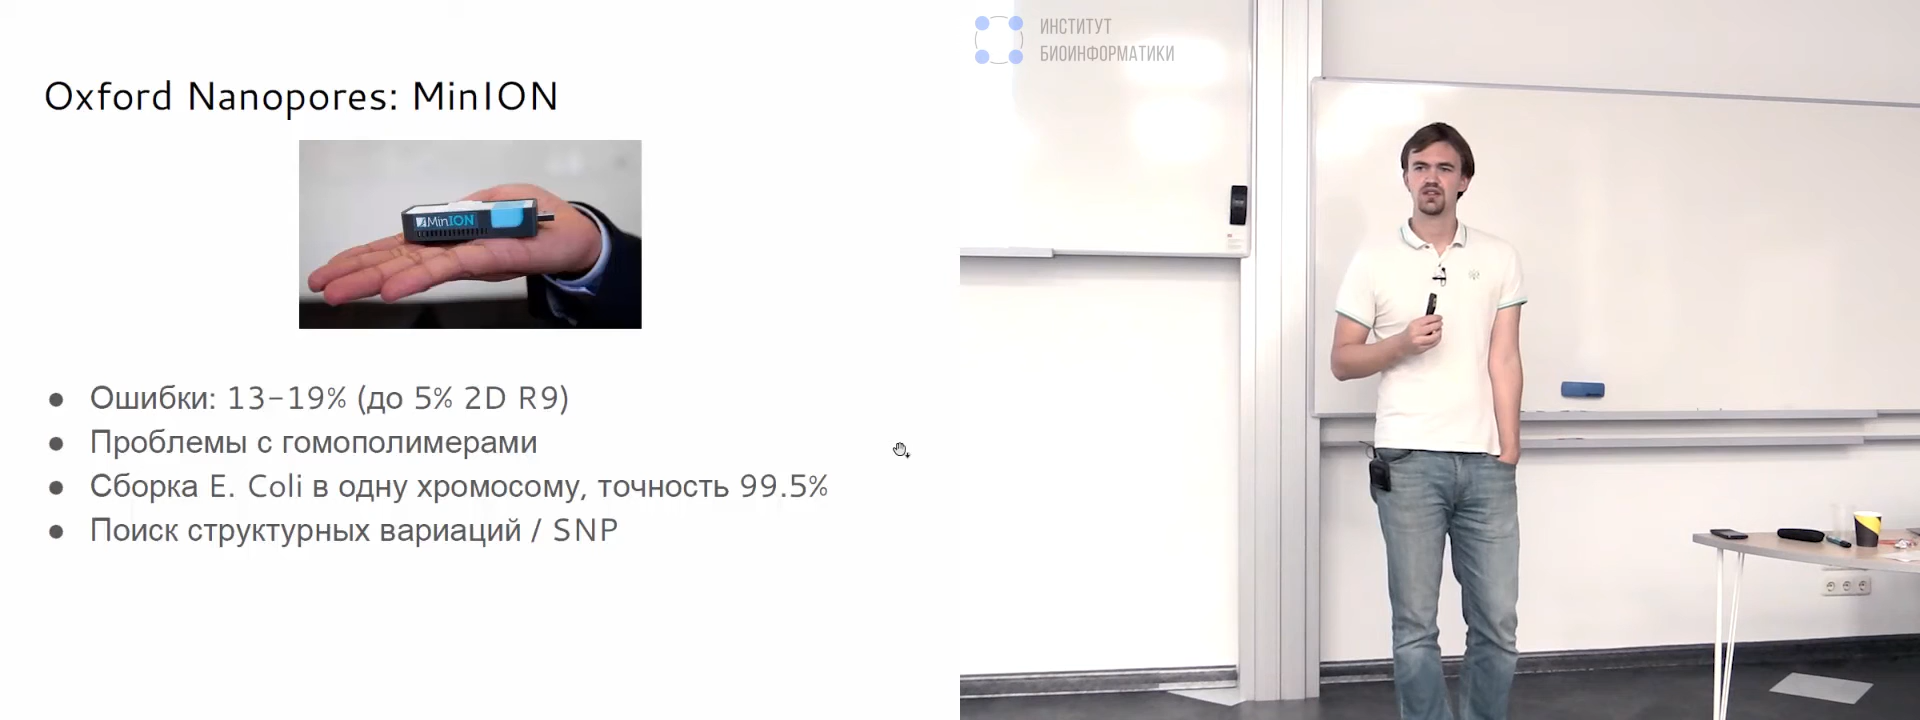 Oxford Nanopores: MinION
MinION
Ошибки: 13-19% (до 5% 2D R9)
Проблемы с гомополимерами
Сборка E. Coli в одну хромосому, точность 99.5%
Поиск структурных вариаций / SNP
ИНСТИТУТ
БИОИНФОРМАТИКИ